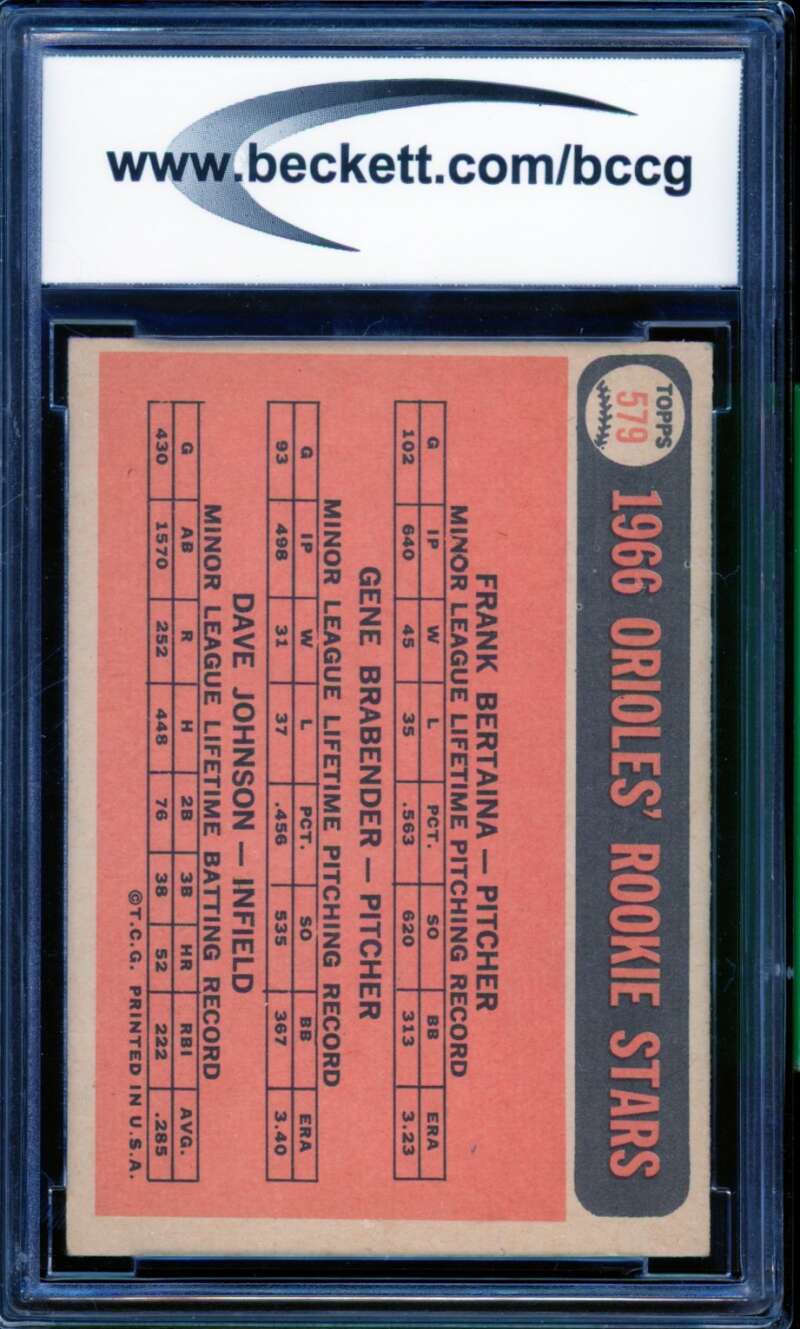 www.beckett.com/bccg
TOPPS
579
1966 ORIOLES' ROOKIE STARS
FRANK BERTAINA — PITCHER
MINOR LEAGUE LIFETIME PITCHING RECORD
G IP W L PCT. SO BB ERA
102 640 45 35 .563 620 313 3.23
GENE BRABENDER — PITCHER
MINOR LEAGUE LIFETIME PITCHING RECORD
G IP W L PCT. SO BB ERA
93 498 31 37 .456 535 367 3.40
DAVE JOHNSON — INFIELD
MINOR LEAGUE LIFETIME BATTING RECORD
G AB R H 2B 3B HR RBI AVG.
430 1570 252 448 76 38 52 222 .285
©T.C.G. PRINTED IN U.S.A.